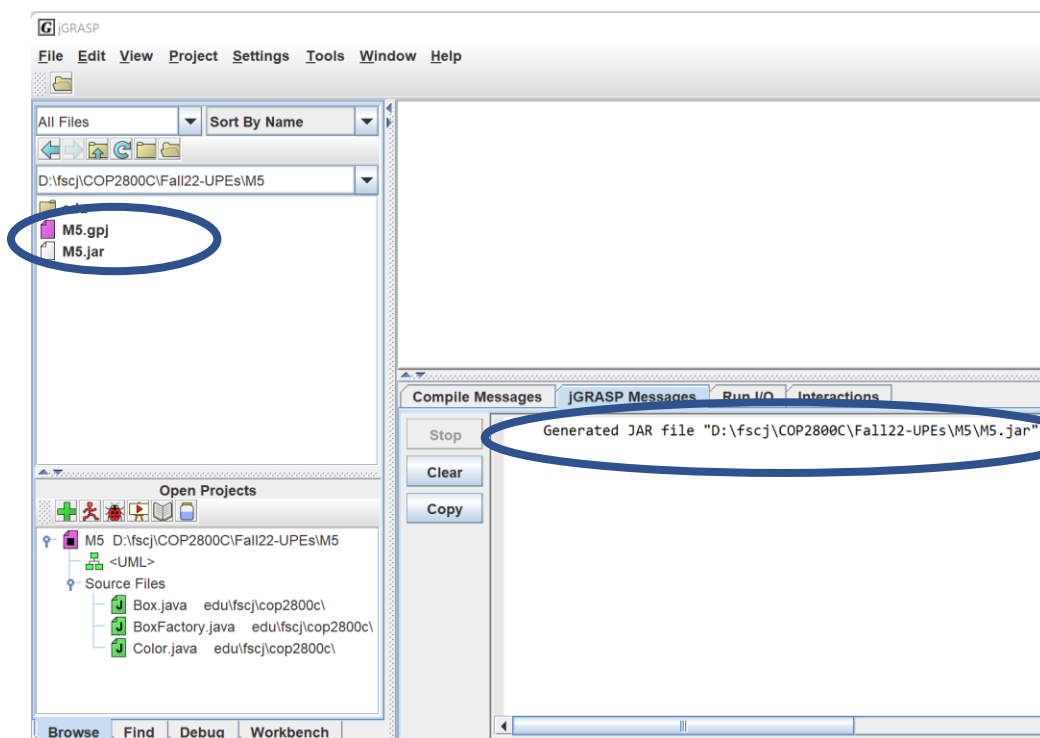 G jGRASP
File Edit View Project Settings Tools Window Help
All Files Sort By Name
D:\fscj\COP2800C\Fall22-UPEs\M5
M5.gpj
M5.jar
Compile Messages jGRASP Messages Run I/O Interactions
Stop
Generated JAR file "D:\fscj\COP2800C\Fall22-UPEs\M5\M5.jar"
Clear
Copy
Open Projects
M5 D:\fscj\COP2800C\Fall22-UPEs\M5
<UML>
Source Files
J Box.java edu\fscj\cop2800c\
J BoxFactory.java edu\fscj\cop2800c\
J Color.java edu\fscj\cop2800c\
Browse Find Debug Workbench